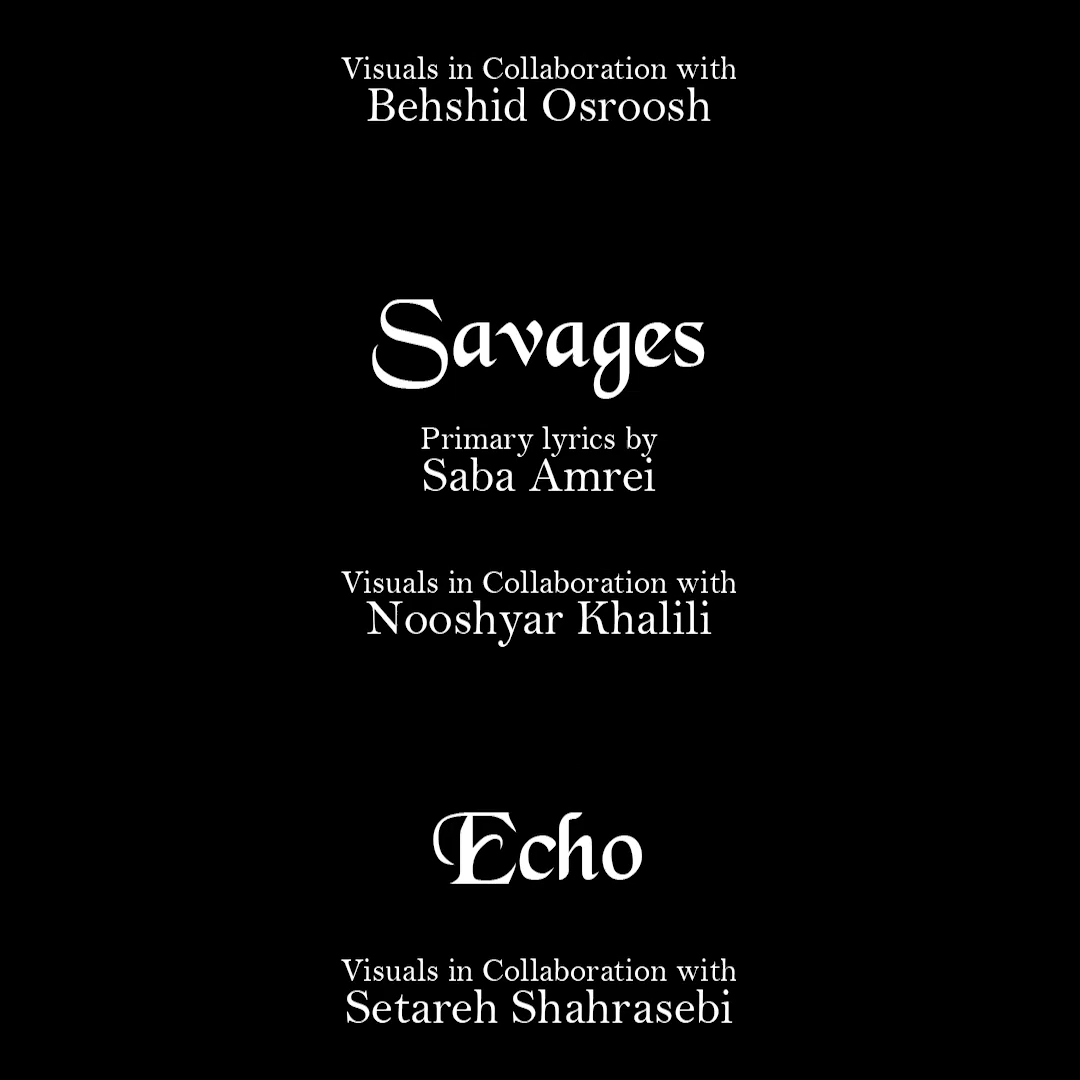 Visuals in Collaboration with
Behshid Osroosh
Savages
Primary lyrics by
Saba Amrei
Visuals in Collaboration with
Nooshyar Khalili
Echo
Visuals in Collaboration with
Setareh Shahrasebi